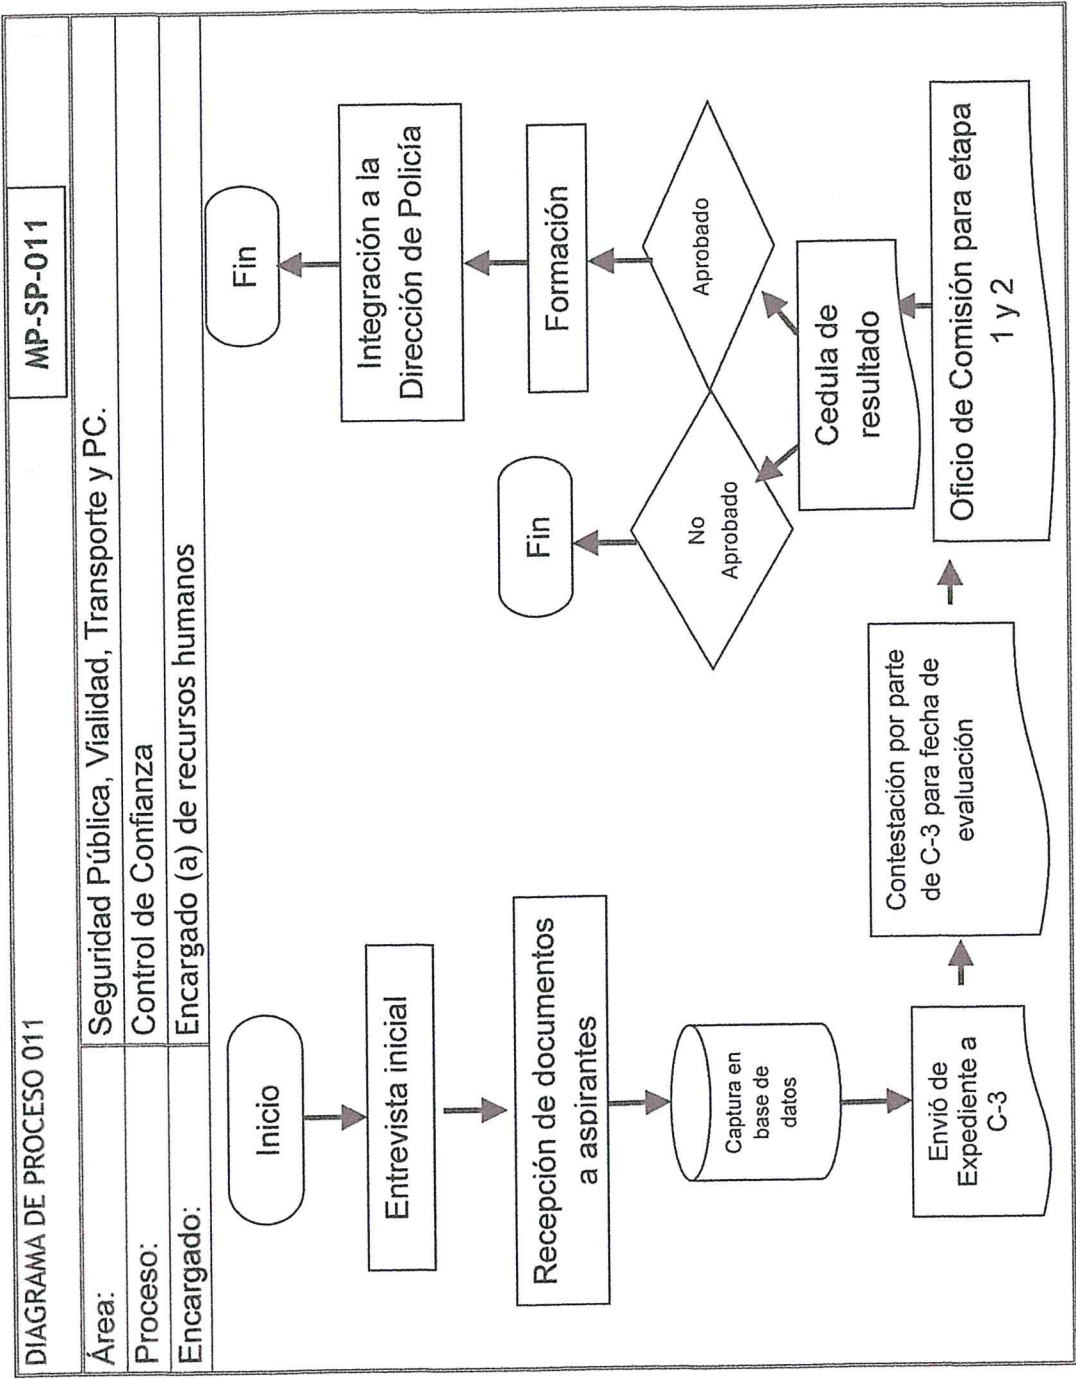 DIAGRAMA DE PROCESO 011
MP-SP-011
Área:
Seguridad Pública, Vialidad, Transporte y PC.
Proceso:
Control de Confianza
Encargado:
Encargado (a) de recursos humanos
Inicio
Entrevista inicial
Recepción de documentos
a aspirantes
Captura en
base de
datos
Envió de
Expediente a
C-3
Contestación por parte
de C-3 para fecha de
evaluación
Oficio de Comisión para etapa
1 y 2
Cedula de
resultado
No
Aprobado
Aprobado
Fin
Formación
Integración a la
Dirección de Policía
Fin